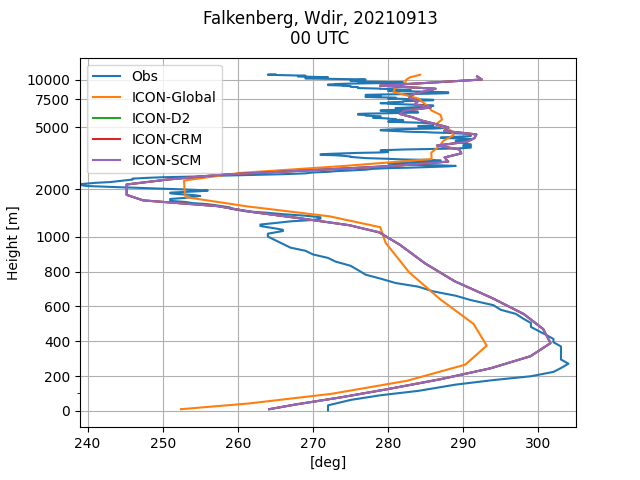 Falkenberg, Wdir, 20210913
00 UTC
Obs
ICON-Global
ICON-D2
ICON-CRM
ICON-SCM
Height [m]
10000
7500
5000
2000
1000
800
600
400
200
0
240 250 260 270 280 290 300
[deg]